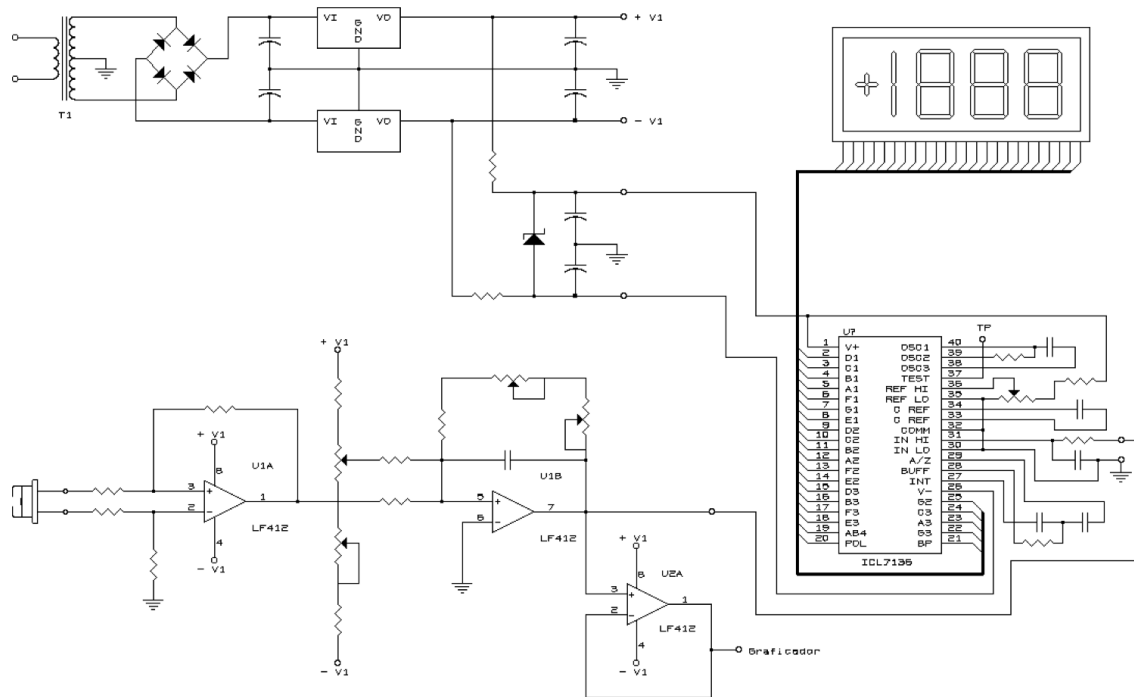 T1
VI GND VO
VI GND VO
+ V1
- V1
+ V1
8
U1A
3
2
1
4
LF412
- V1
+ V1
- V1
5
6
7
U1B
LF412
+ V1
8
U2A
3
2
1
4
LF412
- V1
Graficador
U7
TP
1 V+ OSC1 40
2 D1 OSC2 39
3 C1 OSC3 38
4 B1 TEST 37
5 A1 REF HI 36
6 F1 REF LO 35
7 G1 C REF 34
8 E1 C REF 33
9 D2 COMM 32
10 C2 IN HI 31
11 B2 IN LO 30
12 A2 A/Z 29
13 F2 BUFF 28
14 E2 INT 27
15 D3 V- 26
16 B3 G2 25
17 F3 C3 24
18 E3 A3 23
19 AB4 G3 22
20 POL BP 21
ICL7136
+1888